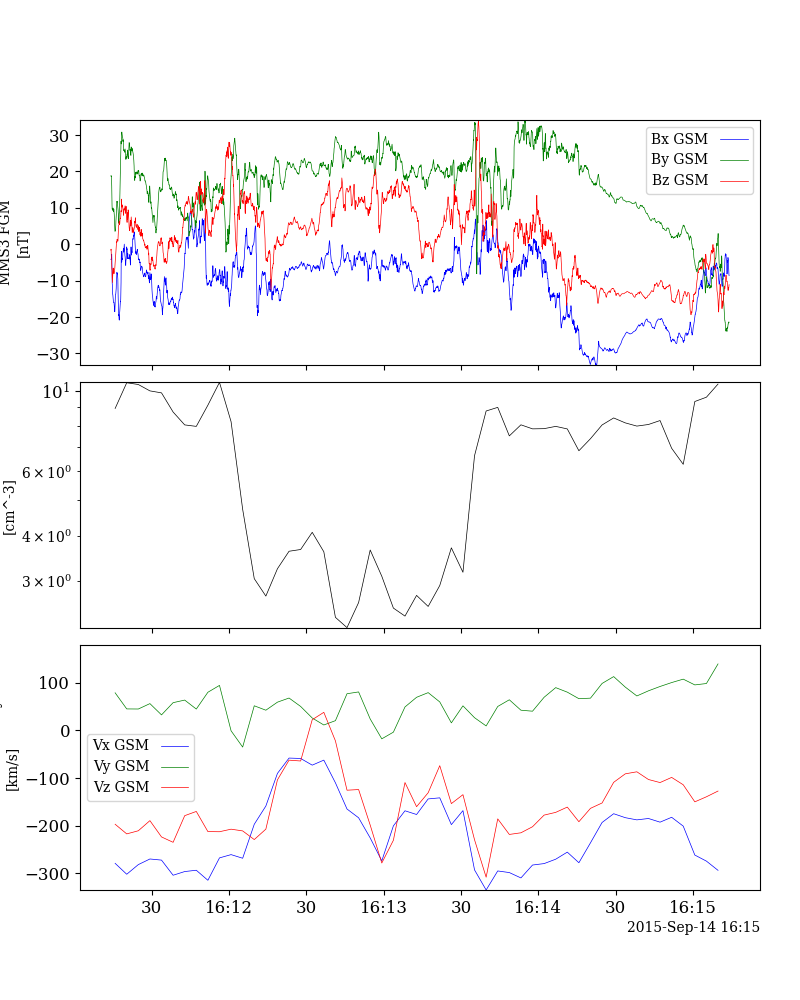 MMS3 FGM
[nT]
30
20
10
0
−10
−20
−30
Bx GSM
By GSM
Bz GSM
[cm^-3]
10¹
6 × 10⁰
4 × 10⁰
3 × 10⁰
[km/s]
100
0
−100
−200
−300
Vx GSM
Vy GSM
Vz GSM
30 16:12 30 16:13 30 16:14 30 16:15
2015-Sep-14 16:15